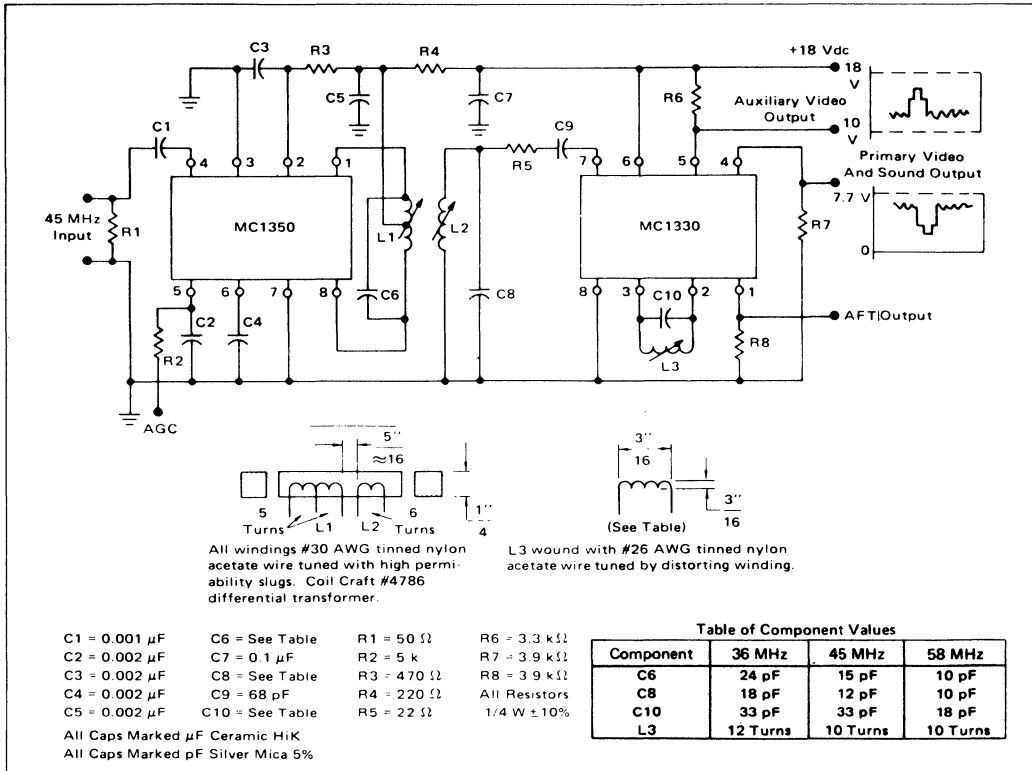 C3
R3
R4
+18 Vdc
18
V
Auxiliary Video
Output
10
V
R6
C5
C7
C1
C9
R5
4
3
2
1
7
6
5
4
Primary Video
And Sound Output
7.7 V
0
45 MHz
Input
R1
MC1350
L1
L2
MC1330
R7
5
6
7
8
C6
C8
8
3
2
1
C10
L3
R2
C2
C4
R8
AFT Output
AGC
5''
≈16
1''
4
5
Turns
L1
L2
6
Turns
3''
16
3''
16
(See Table)
All windings #30 AWG tinned nylon
acetate wire tuned with high permi-
ability slugs. Coil Craft #4786
differential transformer.
L3 wound with #26 AWG tinned nylon
acetate wire tuned by distorting winding.
C1 = 0.001 μF C6 = See Table R1 = 50 Ω R6 = 3.3 kΩ
C2 = 0.002 μF C7 = 0.1 μF R2 = 5 k R7 = 3.9 kΩ
C3 = 0.002 μF C8 = See Table R3 = 470 Ω R8 = 3.9 kΩ
C4 = 0.002 μF C9 = 68 pF R4 = 220 Ω All Resistors
C5 = 0.002 μF C10 = See Table R5 = 22 Ω 1/4 W ±10%
All Caps Marked μF Ceramic HiK
All Caps Marked pF Silver Mica 5%
Table of Component Values
Component 36 MHz 45 MHz 58 MHz
C6 24 pF 15 pF 10 pF
C8 18 pF 12 pF 10 pF
C10 33 pF 33 pF 18 pF
L3 12 Turns 10 Turns 10 Turns